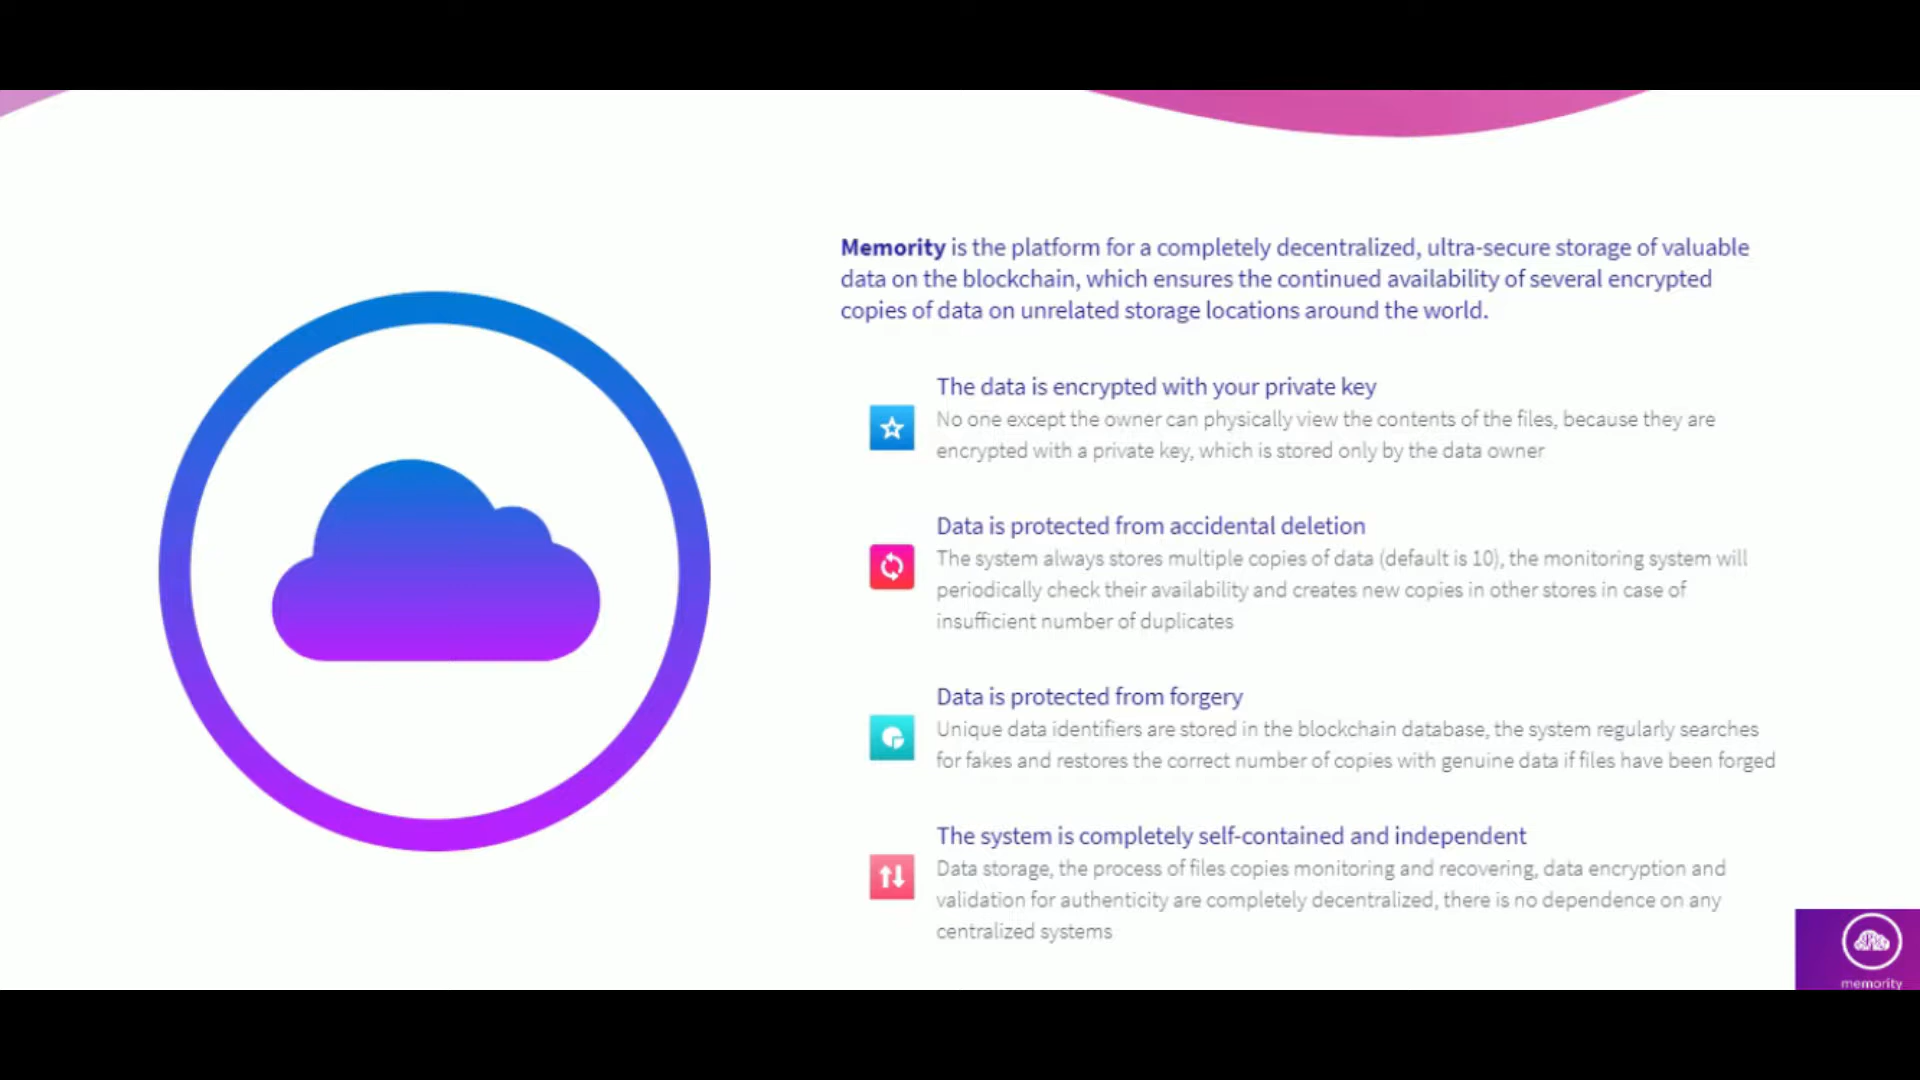 Memority is the platform for a completely decentralized, ultra-secure storage of valuable
data on the blockchain, which ensures the continued availability of several encrypted
copies of data on unrelated storage locations around the world.
The data is encrypted with your private key
No one except the owner can physically view the contents of the files, because they are
encrypted with a private key, which is stored only by the data owner
Data is protected from accidental deletion
The system always stores multiple copies of data (default is 10), the monitoring system will
periodically check their availability and creates new copies in other stores in case of
insufficient number of duplicates
Data is protected from forgery
Unique data identifiers are stored in the blockchain database, the system regularly searches
for fakes and restores the correct number of copies with genuine data if files have been forged
The system is completely self-contained and independent
Data storage, the process of files copies monitoring and recovering, data encryption and
validation for authenticity are completely decentralized, there is no dependence on any
centralized systems
memority